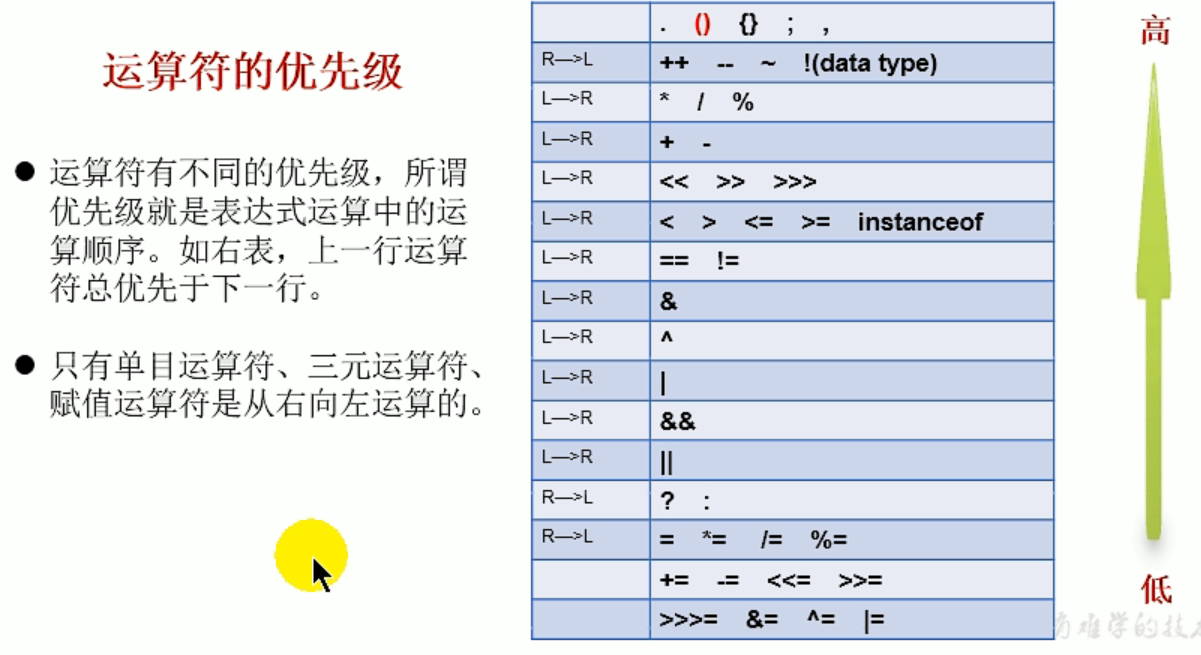 运算符的优先级
● 运算符有不同的优先级，所谓
优先级就是表达式运算中的运
算顺序。如右表，上一行运算
符总优先于下一行。
● 只有单目运算符、三元运算符、
赋值运算符是从右向左运算的。
. () {} ; ,
R—>L ++ -- ~ !(data type)
L—>R * / %
L—>R + -
L—>R << >> >>>
L—>R < > <= >= instanceof
L—>R == !=
L—>R &
L—>R ^
L—>R |
L—>R &&
L—>R ||
R—>L ? :
R—>L = *= /= %=
+= -= <<= >>=
>>>= &= ^= |=
高
低
难学的技